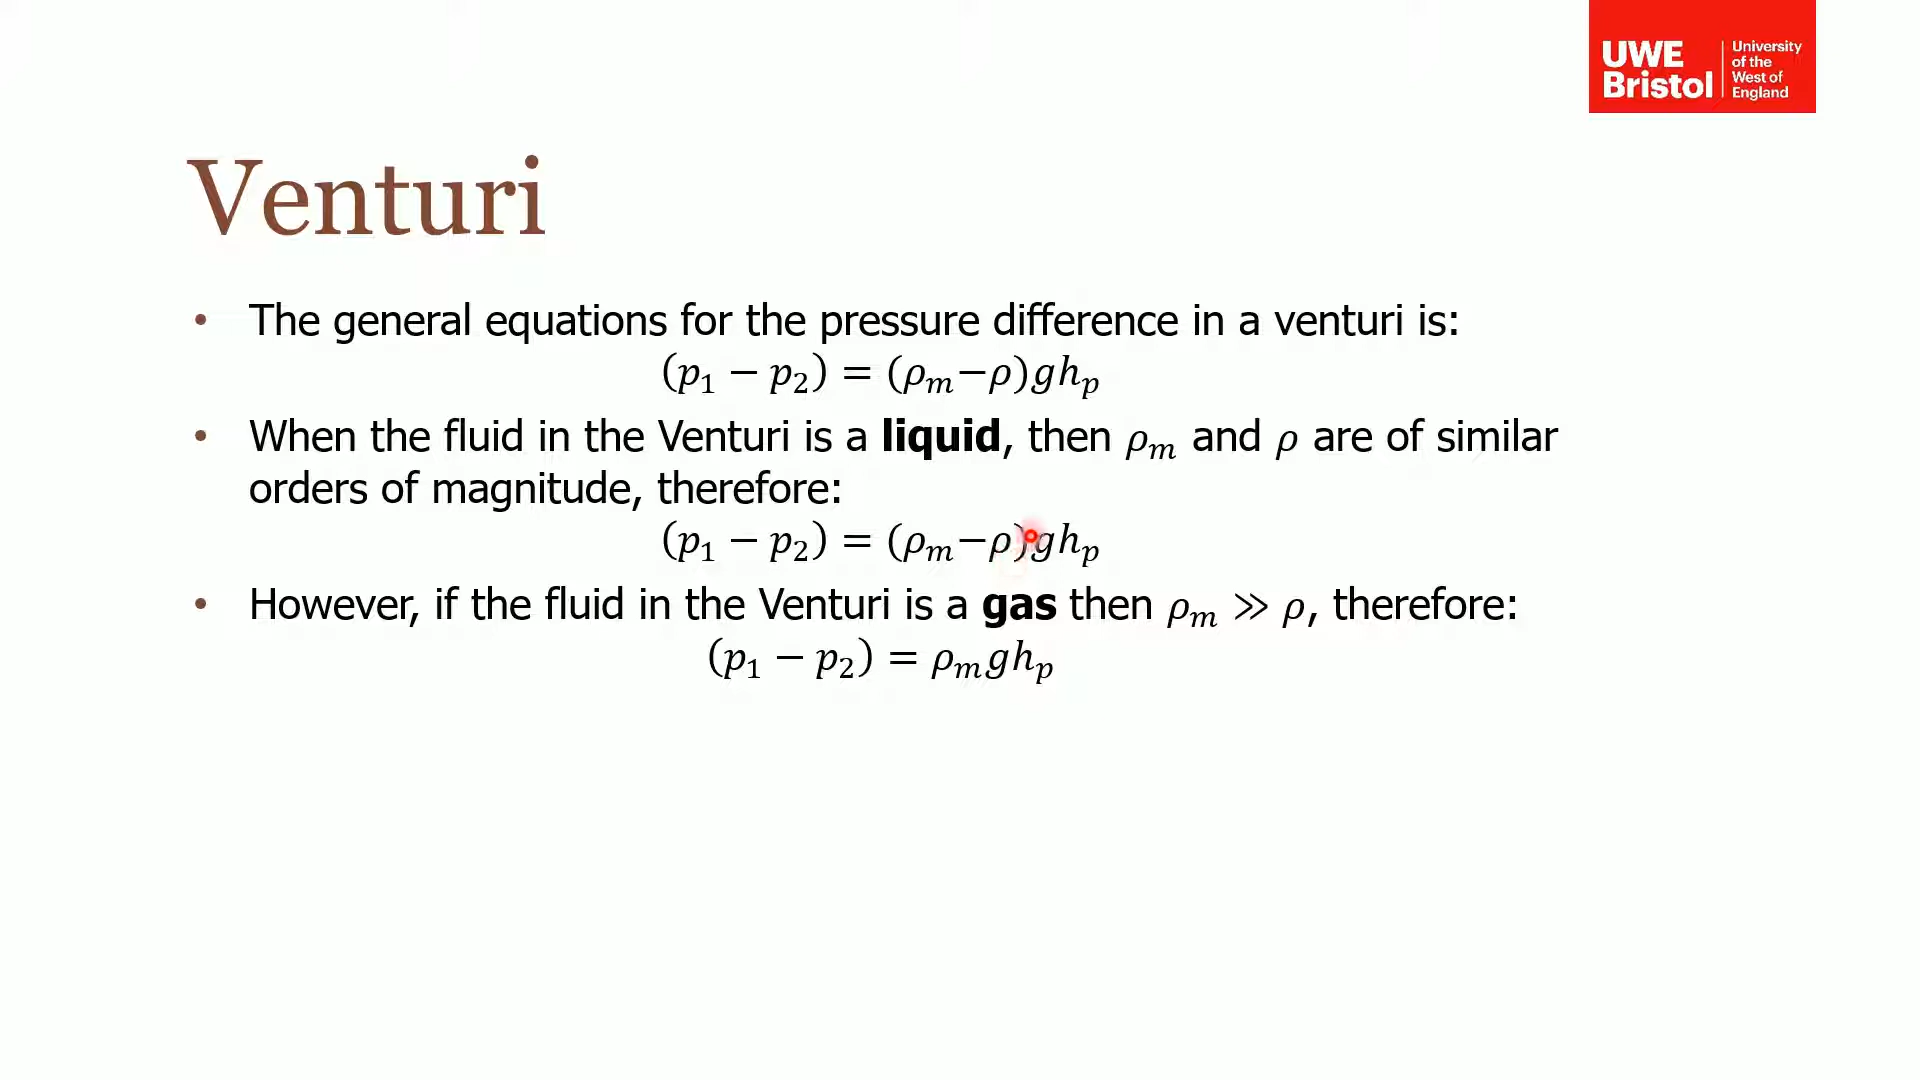 UWE
Bristol
University
of the
West of
England
Venturi
• The general equations for the pressure difference in a venturi is:
(p₁ − p₂) = (ρₘ−ρ)ghₚ
• When the fluid in the Venturi is a liquid, then ρₘ and ρ are of similar
orders of magnitude, therefore:
(p₁ − p₂) = (ρₘ−ρ)ghₚ
• However, if the fluid in the Venturi is a gas then ρₘ ≫ ρ, therefore:
(p₁ − p₂) = ρₘghₚ